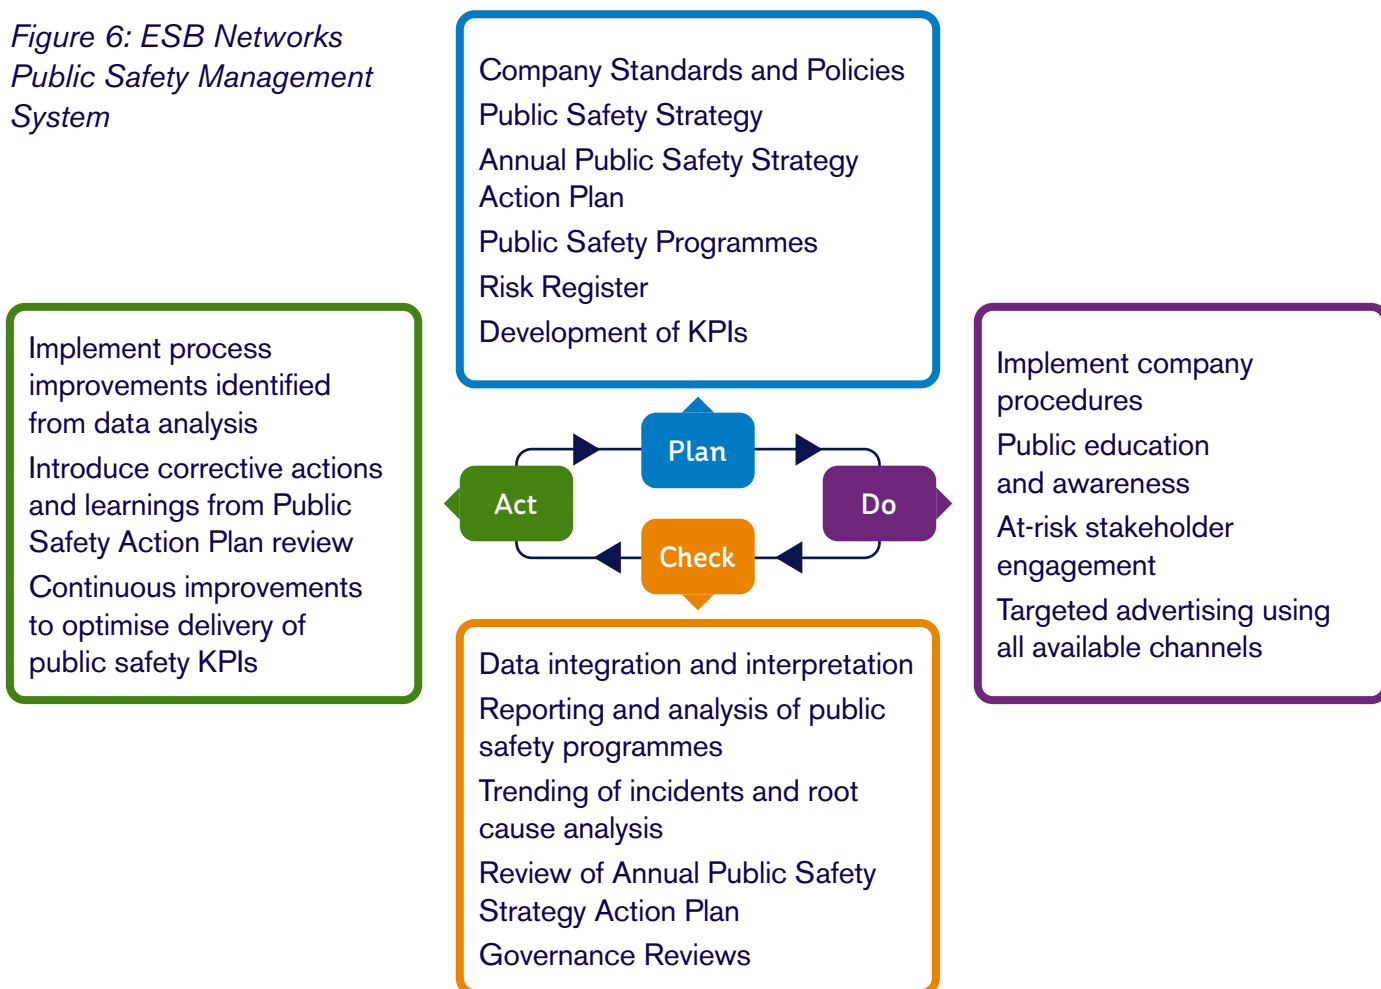 Figure 6: ESB Networks
Public Safety Management
System
Company Standards and Policies
Public Safety Strategy
Annual Public Safety Strategy
Action Plan
Public Safety Programmes
Risk Register
Development of KPIs
Implement process
improvements identified
from data analysis
Introduce corrective actions
and learnings from Public
Safety Action Plan review
Continuous improvements
to optimise delivery of
public safety KPIs
Plan
Act
Do
Check
Implement company
procedures
Public education
and awareness
At-risk stakeholder
engagement
Targeted advertising using
all available channels
Data integration and interpretation
Reporting and analysis of public
safety programmes
Trending of incidents and root
cause analysis
Review of Annual Public Safety
Strategy Action Plan
Governance Reviews